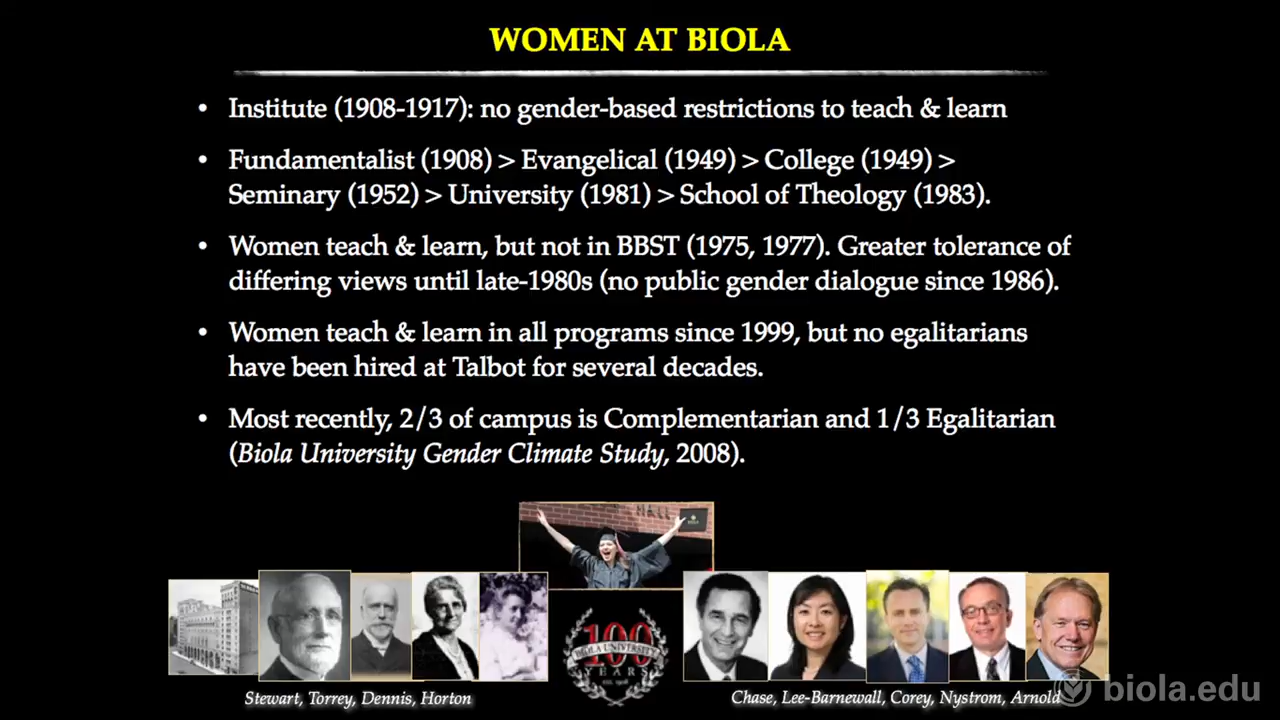 WOMEN AT BIOLA
• Institute (1908-1917): no gender-based restrictions to teach & learn
• Fundamentalist (1908) > Evangelical (1949) > College (1949) >
Seminary (1952) > University (1981) > School of Theology (1983).
• Women teach & learn, but not in BBST (1975, 1977). Greater tolerance of
differing views until late-1980s (no public gender dialogue since 1986).
• Women teach & learn in all programs since 1999, but no egalitarians
have been hired at Talbot for several decades.
• Most recently, 2/3 of campus is Complementarian and 1/3 Egalitarian
(Biola University Gender Climate Study, 2008).
HALL
BIOLA
100
BIOLA UNIVERSITY
YEARS
EST. 1908
Stewart, Torrey, Dennis, Horton
Chase, Lee-Barnewall, Corey, Nystrom, Arnold
biola.edu